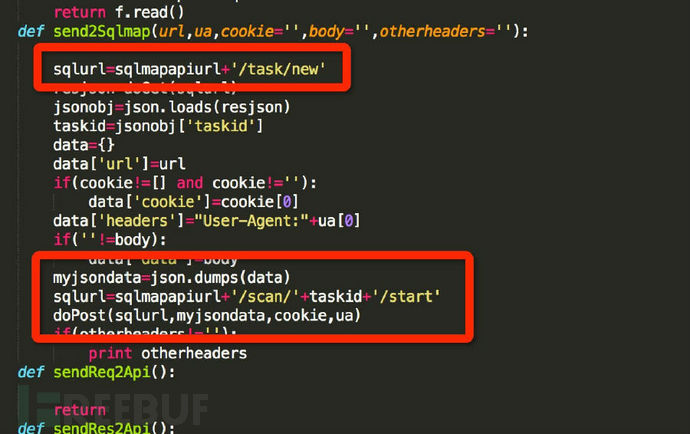 return f.read()
def send2Sqlmap(url,ua,cookie='',body='',otherheaders=''):
sqlurl=sqlmapapiurl+'/task/new'
jsonobj=json.loads(resjson)
taskid=jsonobj['taskid']
data={}
data['url']=url
if(cookie!=[] and cookie!=''):
data['cookie']=cookie[0]
data['headers']="User-Agent:"+ua[0]
if(''!=body):
data['data']=body
myjsondata=json.dumps(data)
sqlurl=sqlmapapiurl+'/scan/'+taskid+'/start'
doPost(sqlurl,myjsondata,cookie,ua)
if(otherheaders!=''):
print otherheaders
def sendReq2Api():
FREEBUF
return
def sendRes2Api():